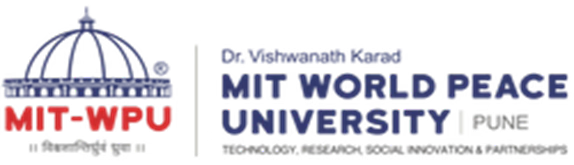 ®
MIT-WPU
॥ विश्वशान्तिर्ध्रुवं ध्रुवा ॥
Dr. Vishwanath Karad
MIT WORLD PEACE
UNIVERSITY | PUNE
TECHNOLOGY, RESEARCH, SOCIAL INNOVATION & PARTNERSHIPS